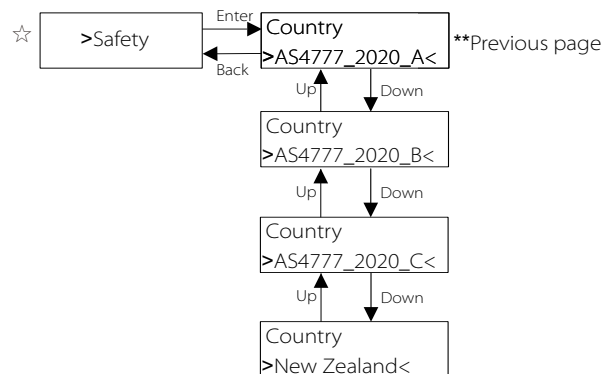 ☆ >Safety
Enter
Back
Country
>AS4777_2020_A<
**Previous page
Up
Down
Country
>AS4777_2020_B<
Up
Down
Country
>AS4777_2020_C<
Up
Down
Country
>New Zealand<